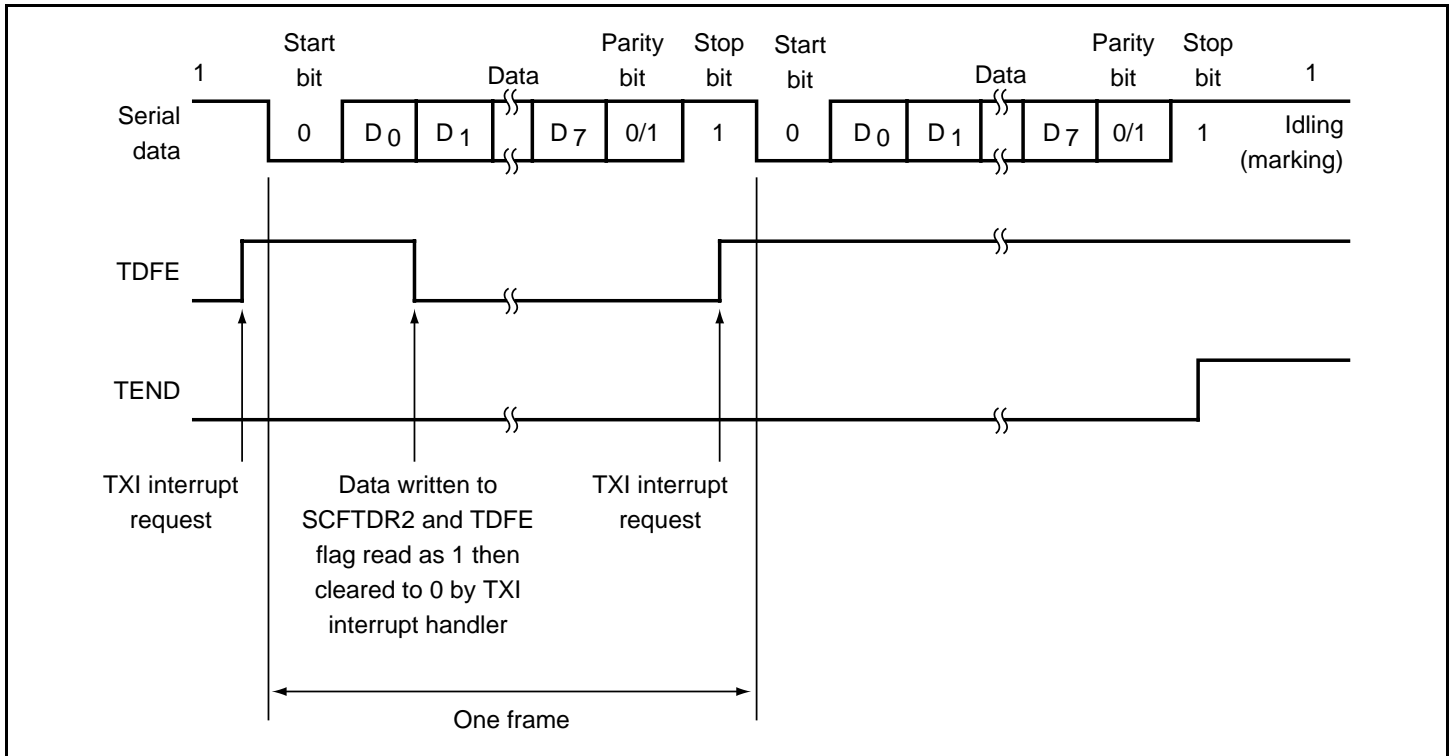 Start Parity Stop Start Parity Stop
1 bit Data bit bit bit Data bit bit 1
Serial data
0 D0 D1 D7 0/1 1 0 D0 D1 D7 0/1 1 Idling (marking)
TDFE
TEND
TXI interrupt
request
Data written to
SCFTDR2 and TDFE
flag read as 1 then
cleared to 0 by TXI
interrupt handler
TXI interrupt
request
One frame